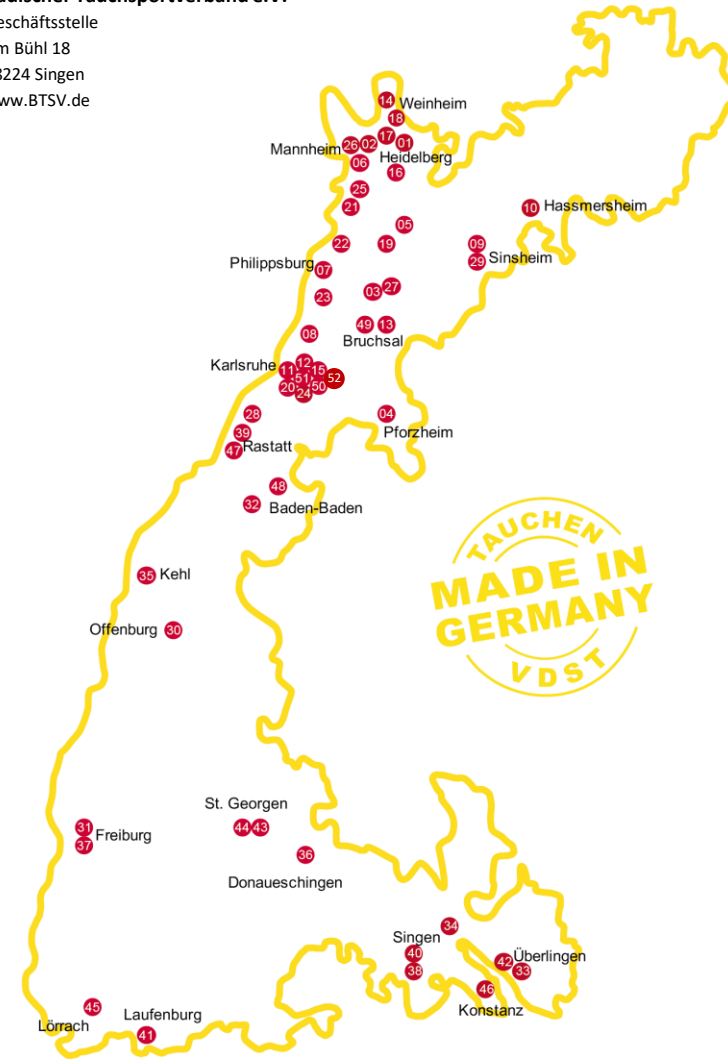 eschäftsstelle
m Bühl 18
8224 Singen
ww.BTSV.de
14
Weinheim
18
17
Mannheim
26
02
01
Heidelberg
06
16
25
21
10
Hassmersheim
05
22
19
09
Philippsburg
07
29
Sinsheim
03
27
23
49
13
08
Bruchsal
Karlsruhe
12
11
15
51
52
20
50
24
28
04
39
Pforzheim
47
Rastatt
48
32
Baden-Baden
TAUCHEN
MADE IN
GERMANY
VDST
35
Kehl
Offenburg
30
St. Georgen
31
44
43
Freiburg
37
36
Donaueschingen
34
Singen
40
42
Überlingen
38
33
46
Konstanz
45
Laufenburg
Lörrach
41